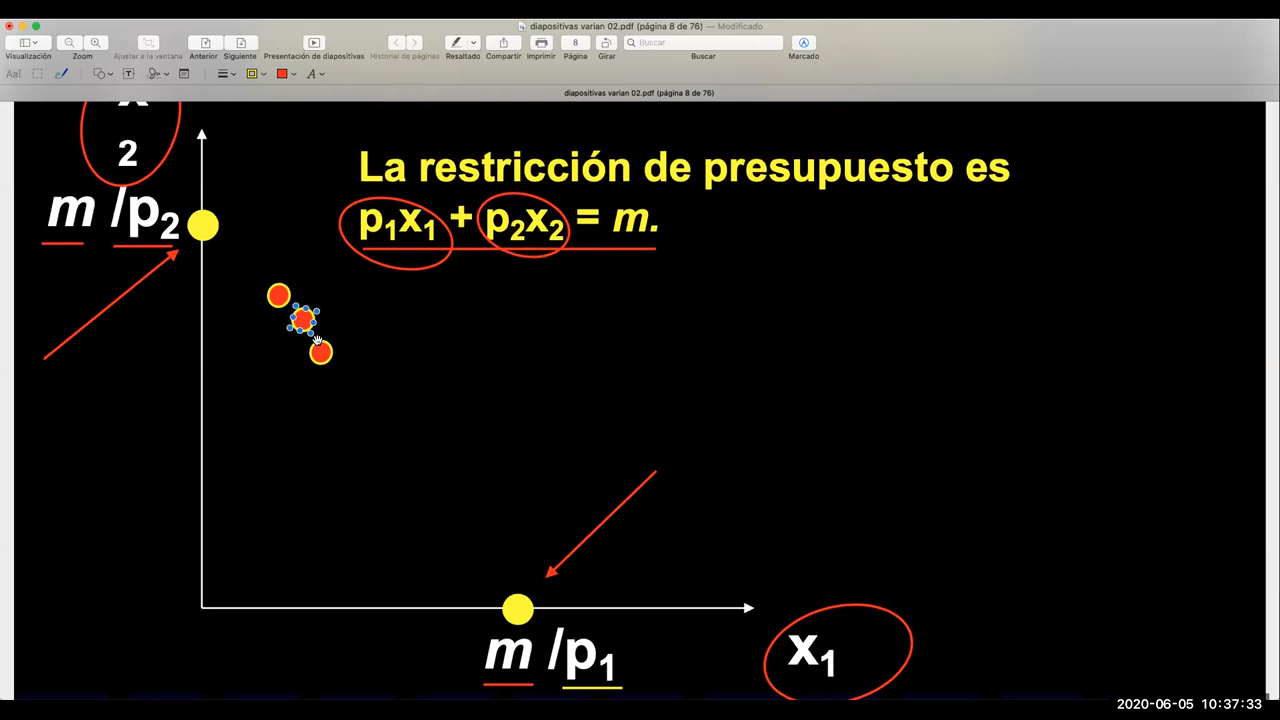 diapositivas varian 02.pdf (página 8 de 76) — Modificado
8
Buscar
Visualización Zoom Ajustar a la ventana Anterior Siguiente Presentación de diapositivas Historial de páginas Resaltado Compartir Imprimir Página Girar Buscar Marcado
diapositivas varian 02.pdf (página 8 de 76)
x
2
La restricción de presupuesto es
p₁x₁ + p₂x₂ = m.
m /p₂
m /p₁
x₁
2020-06-05 10:37:33